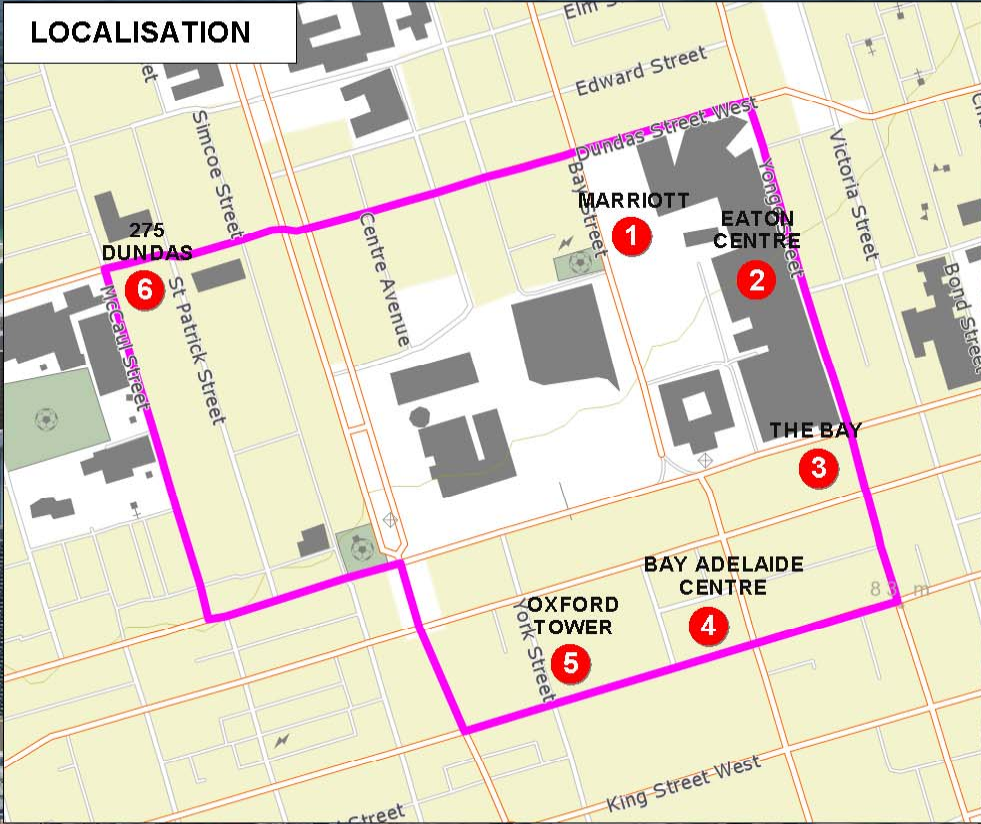 LOCALISATION
Elm S
Edward Street
Dundas Street West
et
Simcoe Street
Bay Street
Yonge Street
Victoria Street
MARRIOTT
1
EATON
CENTRE
2
275
DUNDAS
6
Centre Avenue
McCaul Street
St Patrick Street
Bond Street
THE BAY
3
BAY ADELAIDE
CENTRE
4
83 m
OXFORD
TOWER
5
York Street
King Street West
Street